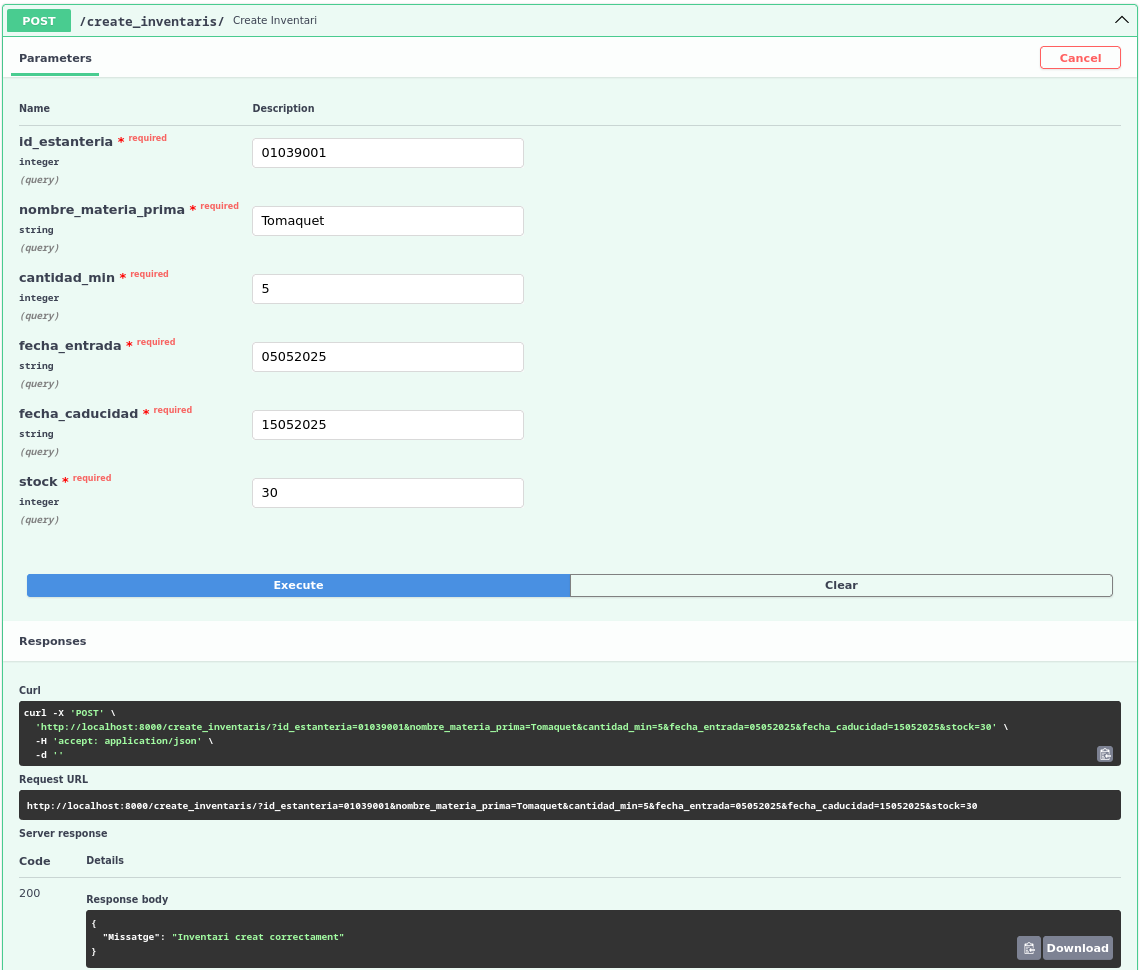 POST /create_inventaris/ Create Inventari
Parameters
Cancel
Name Description
id_estanteria * required
integer
(query)
01039001
nombre_materia_prima * required
string
(query)
Tomaquet
cantidad_min * required
integer
(query)
5
fecha_entrada * required
string
(query)
05052025
fecha_caducidad * required
string
(query)
15052025
stock * required
integer
(query)
30
Execute Clear
Responses
Curl
curl -X 'POST' \
'http://localhost:8000/create_inventaris/?id_estanteria=01039001&nombre_materia_prima=Tomaquet&cantidad_min=5&fecha_entrada=05052025&fecha_caducidad=15052025&stock=30' \
-H 'accept: application/json' \
-d ''
Request URL
http://localhost:8000/create_inventaris/?id_estanteria=01039001&nombre_materia_prima=Tomaquet&cantidad_min=5&fecha_entrada=05052025&fecha_caducidad=15052025&stock=30
Server response
Code Details
200
Response body
{
"Missatge": "Inventari creat correctament"
}
Download